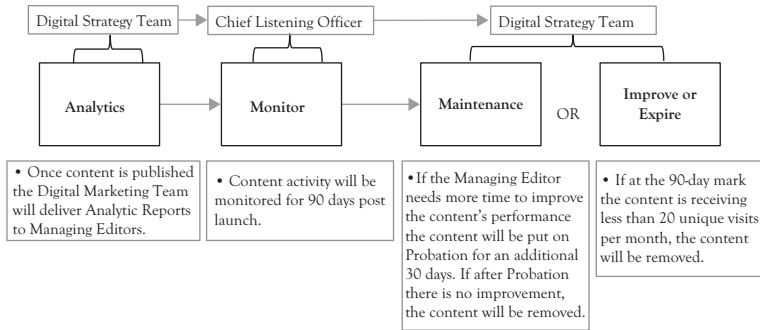 Digital Strategy Team
Chief Listening Officer
Digital Strategy Team
Analytics
Monitor
Maintenance
OR
Improve or
Expire
• Once content is published
the Digital Marketing Team
will deliver Analytic Reports
to Managing Editors.
• Content activity will be
monitored for 90 days post
launch.
•If the Managing Editor
needs more time to improve
the content’s performance
the content will be put on
Probation for an additional
30 days. If after Probation
there is no improvement,
the content will be removed.
• If at the 90-day mark
the content is receiving
less than 20 unique visits
per month, the content
will be removed.